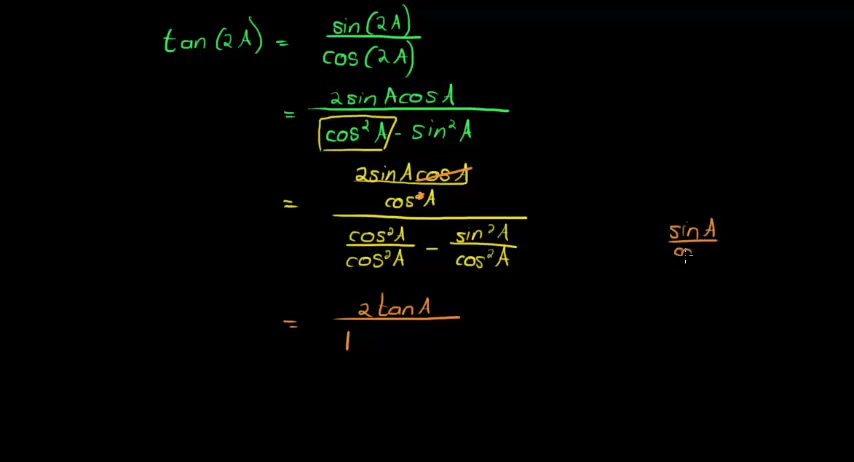 tan(2A) = sin(2A) / cos(2A)
= 2sinAcosA / cos²A - sin²A
= 2sinAcosA / cos²A / cos²A / cos²A - sin²A / cos²A
sinA
= 2tanA / 1